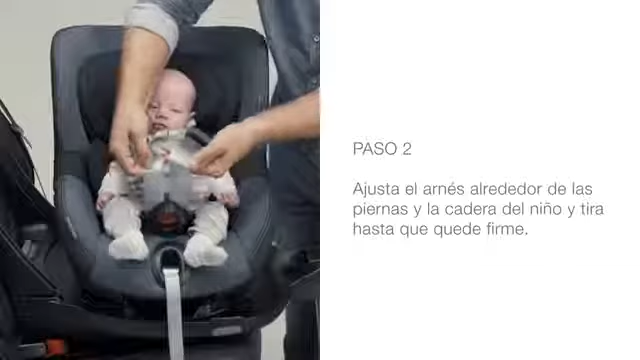 PASO 2
Ajusta el arnés alrededor de las
piernas y la cadera del niño y tira
hasta que quede firme.